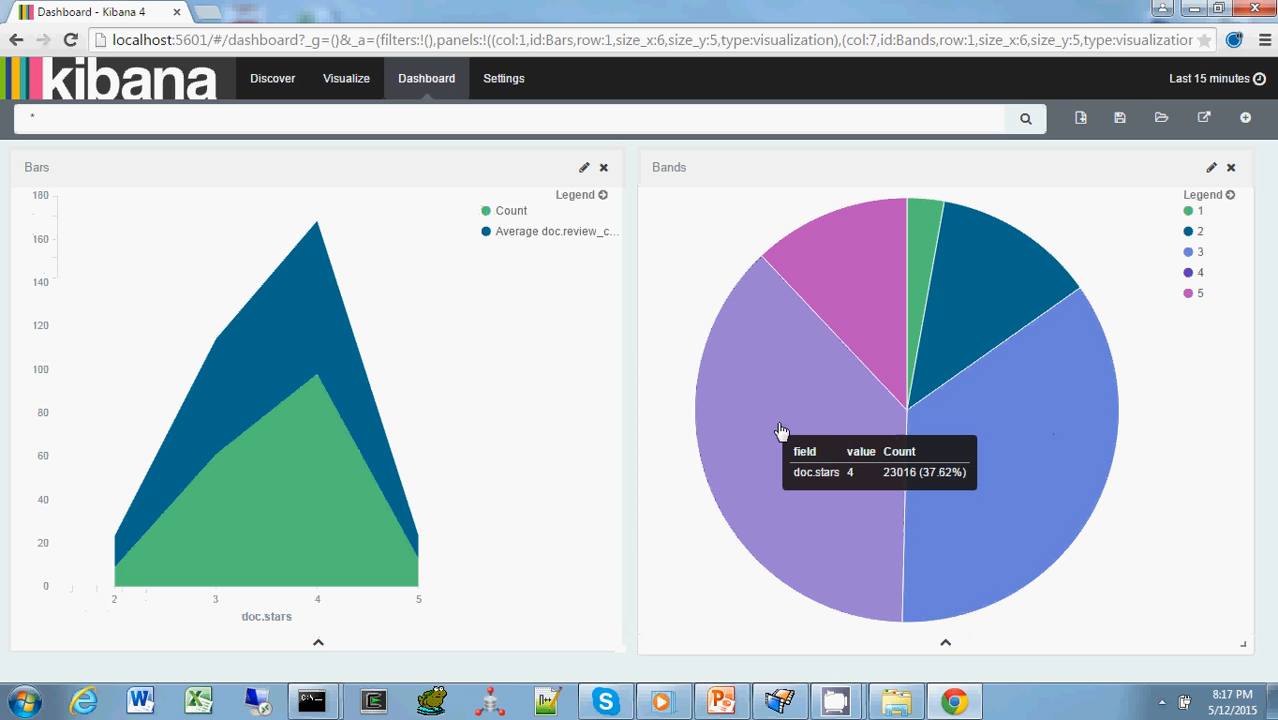 Dashboard - Kibana 4
localhost:5601/#/dashboard?_g=()&_a=(filters:!(),panels:!((col:1,id:Bars,row:1,size_x:6,size_y:5,type:visualization),(col:7,id:Bands,row:1,size_x:6,size_y:5,type:visualization
kibana Discover Visualize Dashboard Settings Last 15 minutes
*
Bars
Legend
Count
Average doc.review_c...
180
160
140
120
100
80
60
40
20
0
2 3 4 5
doc.stars
Bands
Legend
1
2
3
4
5
field value Count
doc.stars 4 23016 (37.62%)
8:17 PM
5/12/2015